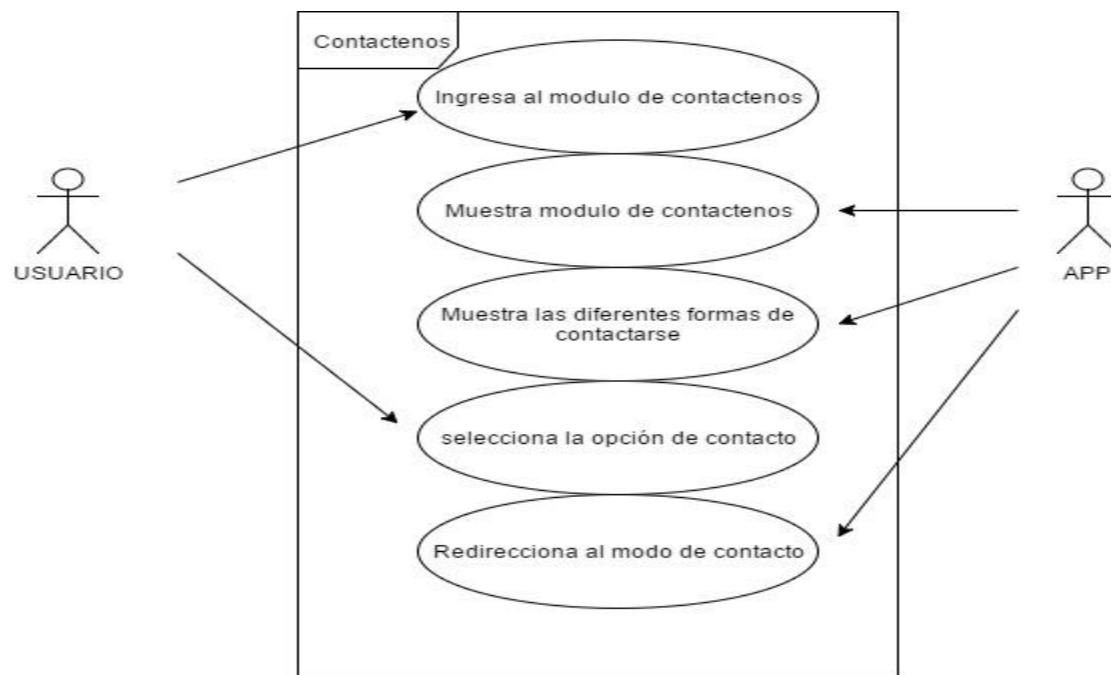 Contactenos
Ingresa al modulo de contactenos
Muestra modulo de contactenos
USUARIO
APP
Muestra las diferentes formas de
contactarse
selecciona la opción de contacto
Redirecciona al modo de contacto